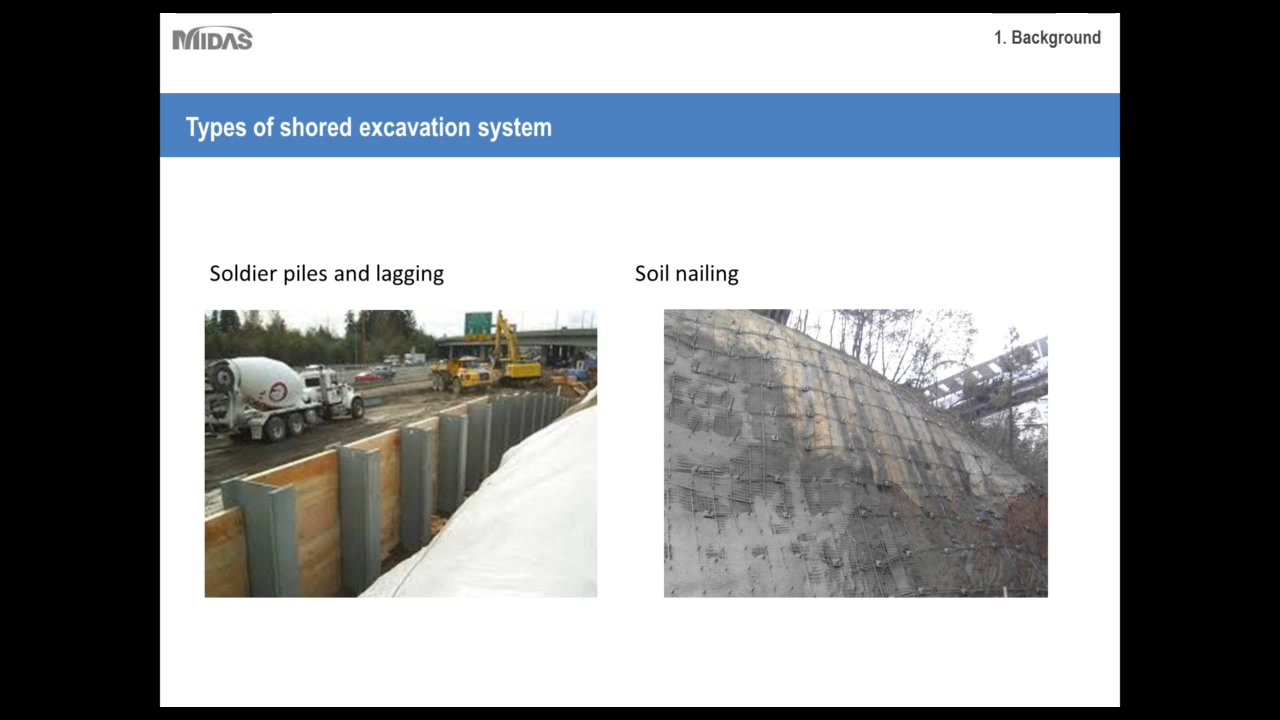 MIDAS
1. Background
Types of shored excavation system
Soldier piles and lagging
Soil nailing